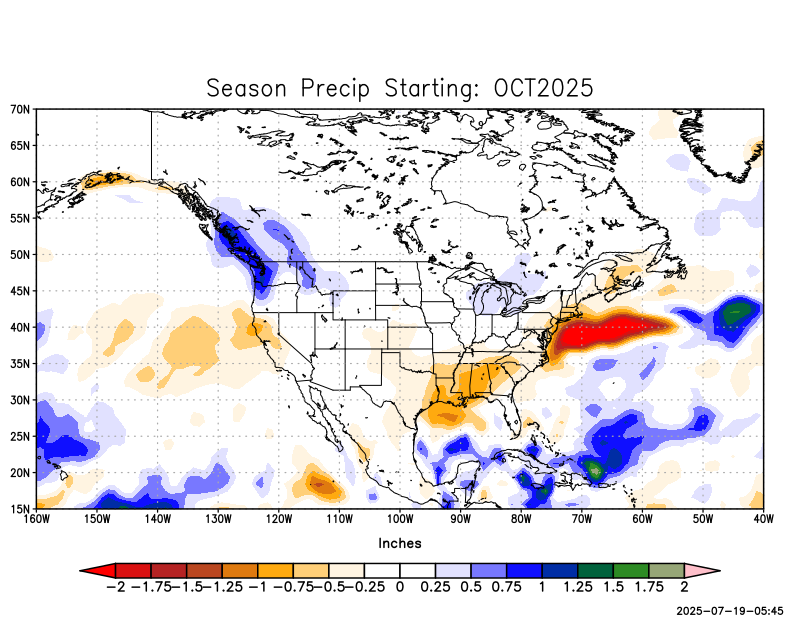 Season Precip Starting: OCT2025
70N
65N
60N
55N
50N
45N
40N
35N
30N
25N
20N
15N
160W 150W 140W 130W 120W 110W 100W 90W 80W 70W 60W 50W 40W
Inches
-2 -1.75 -1.5 -1.25 -1 -0.75 -0.5 -0.25 0 0.25 0.5 0.75 1 1.25 1.5 1.75 2
2025-07-19-05:45